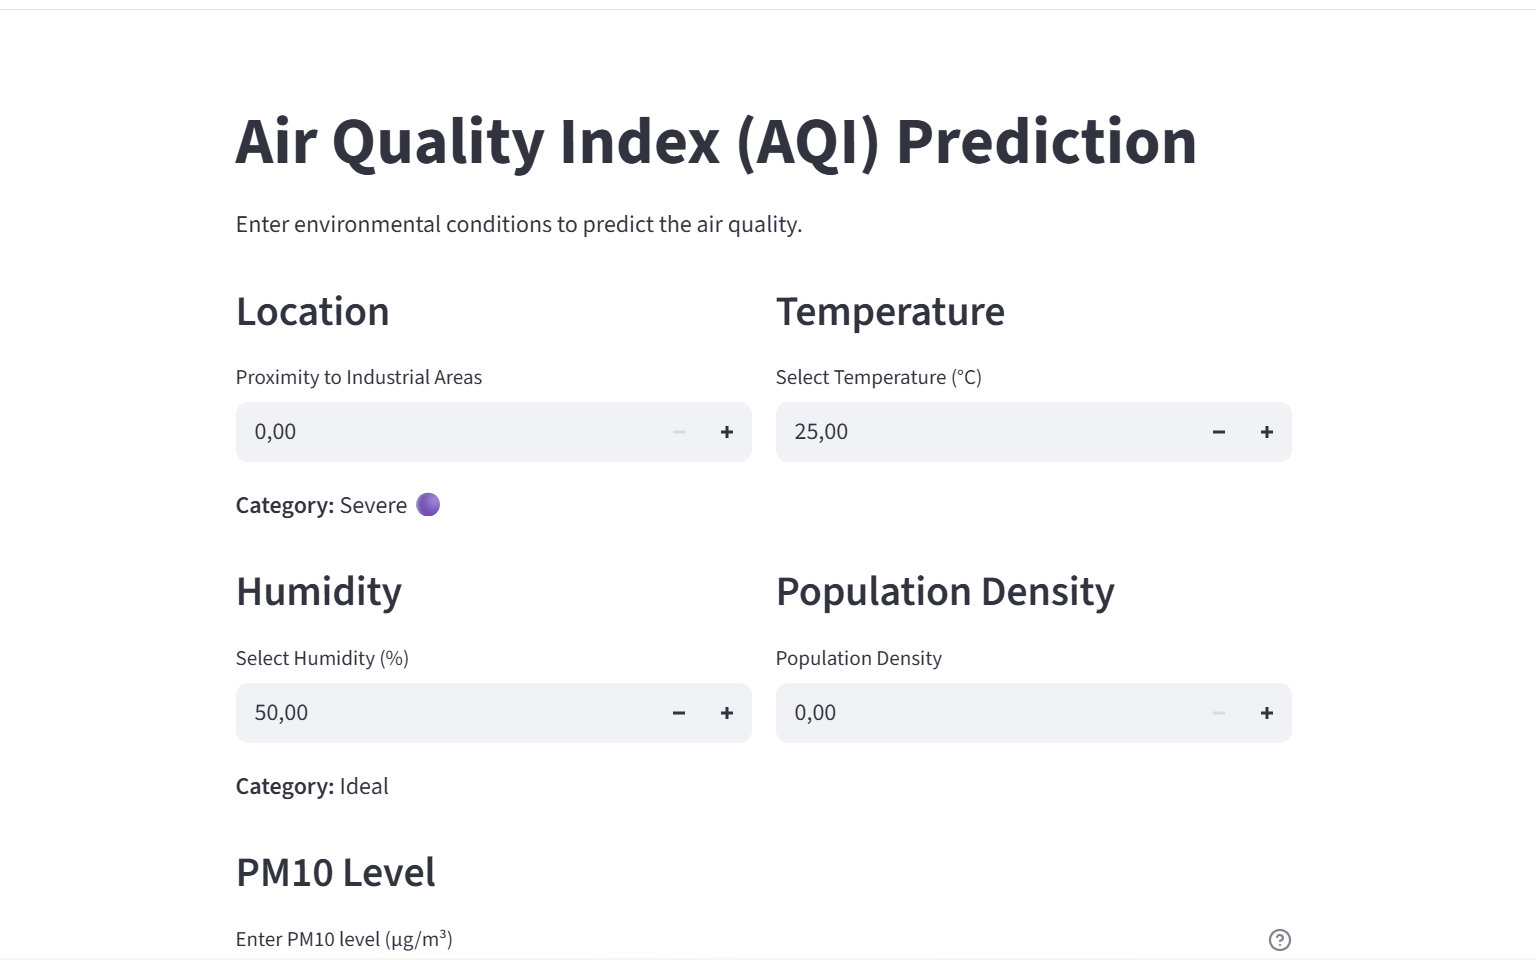 Air Quality Index (AQI) Prediction
Enter environmental conditions to predict the air quality.
Location
Proximity to Industrial Areas
0,00
Category: Severe
Temperature
Select Temperature (°C)
25,00
Humidity
Select Humidity (%)
50,00
Category: Ideal
Population Density
Population Density
0,00
PM10 Level
Enter PM10 level (µg/m³)